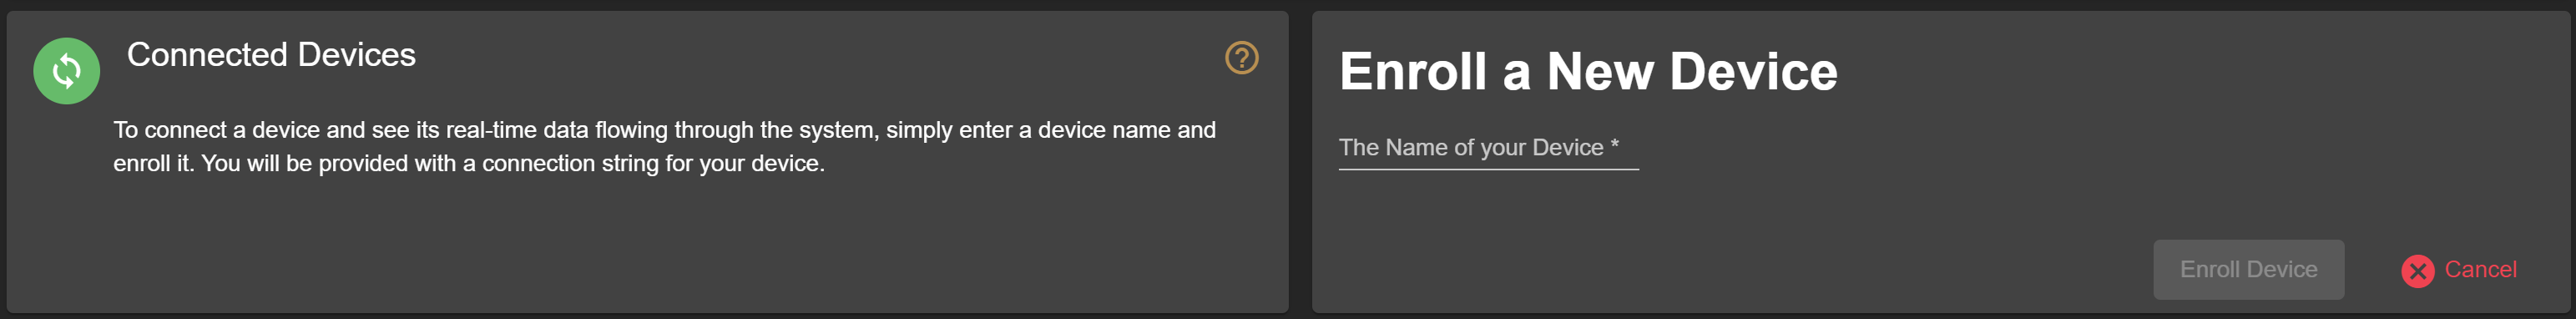 Connected Devices
To connect a device and see its real-time data flowing through the system, simply enter a device name and
enroll it. You will be provided with a connection string for your device.
Enroll a New Device
The Name of your Device *
Enroll Device
Cancel